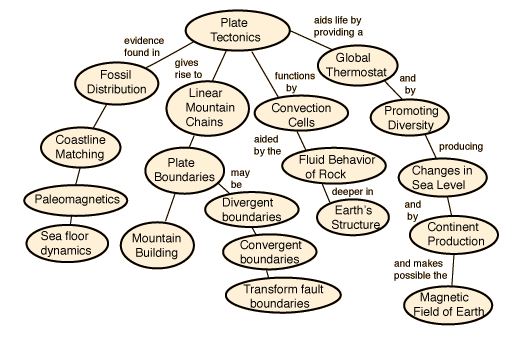 Plate
Tectonics
evidence
found in
Fossil
Distribution
Coastline
Matching
Paleomagnetics
Sea floor
dynamics
gives
rise to
Linear
Mountain
Chains
Plate
Boundaries
Mountain
Building
may
be
Divergent
boundaries
Convergent
boundaries
Transform fault
boundaries
functions
by
Convection
Cells
aided
by the
Fluid Behavior
of Rock
deeper in
Earth's
Structure
aids life by
providing a
Global
Thermostat
and
by
Promoting
Diversity
producing
Changes in
Sea Level
and
by
Continent
Production
and makes
possible the
Magnetic
Field of Earth